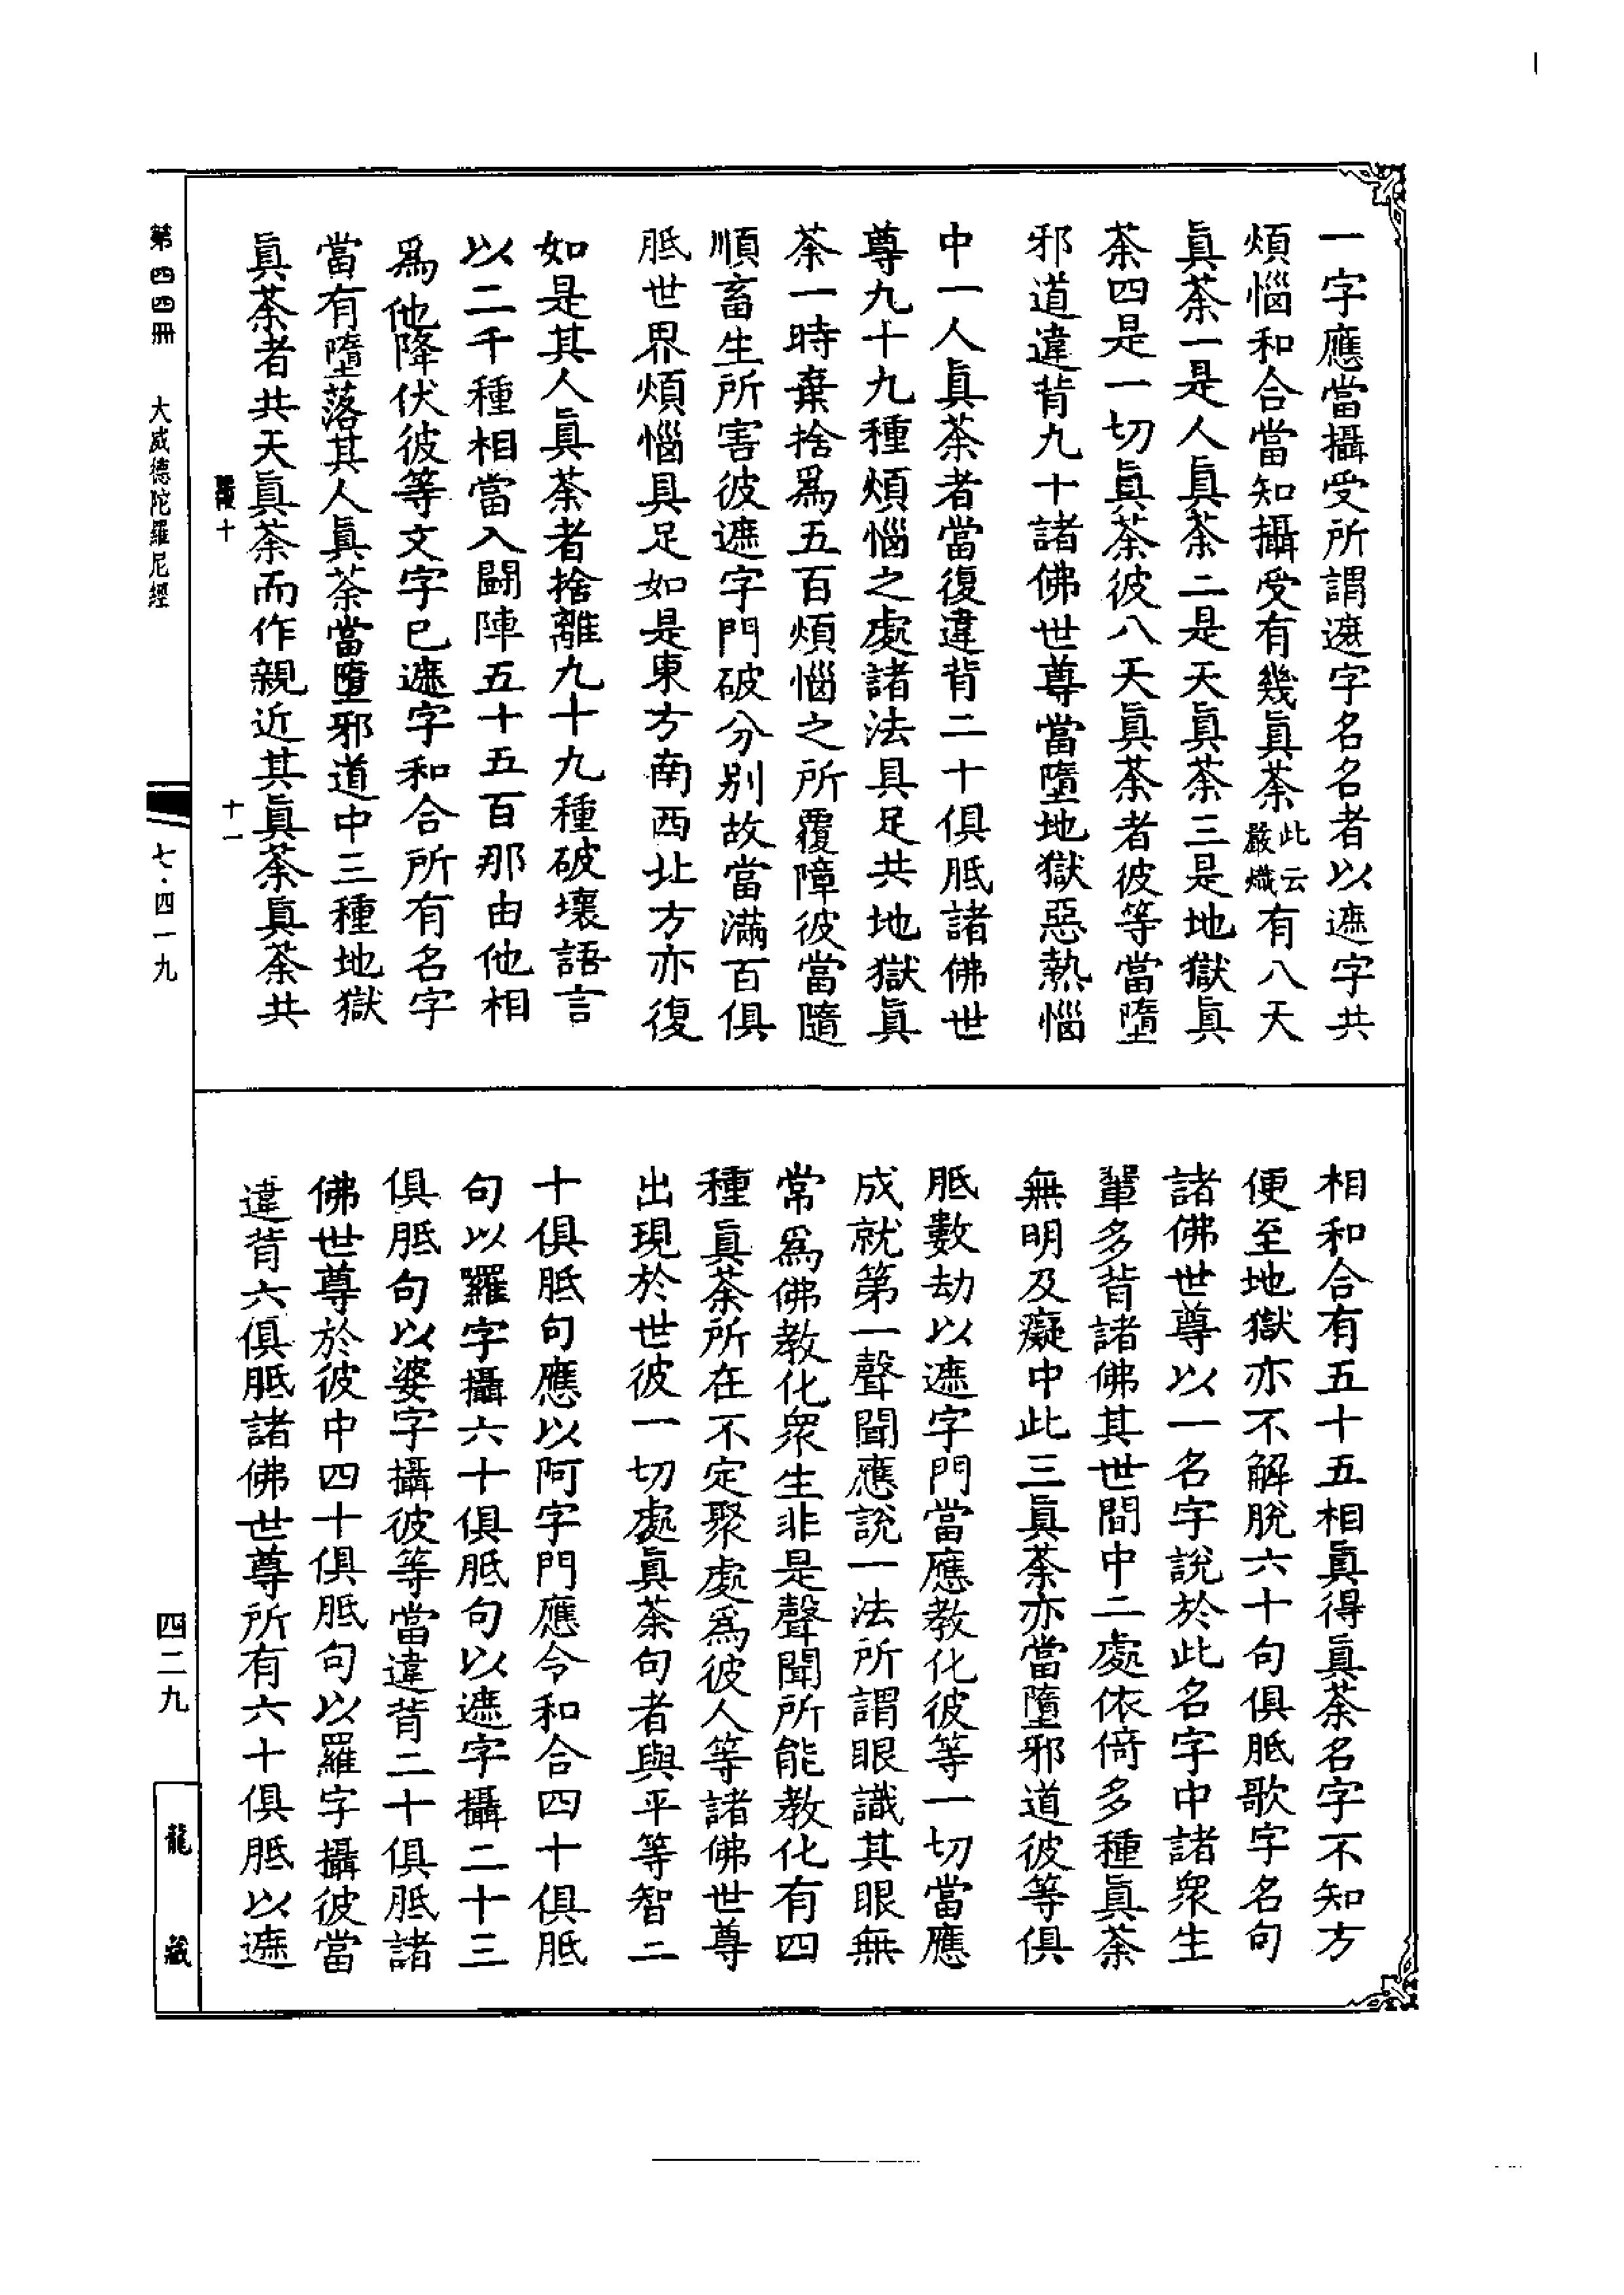 一字應當攝受所謂遮字名名者以遮字共
煩惱和合當知攝受有幾眞荼此云嚴熾有八天
眞荼一是人眞荼二是天眞荼三是地獄眞
荼四是一切眞荼彼八天眞荼者彼等當墮
邪道違背九十諸佛世尊當墮地獄惡熱惱
中一人眞荼者當復違背二十俱胝諸佛世
尊九十九種煩惱之處諸法具足共地獄眞
荼一時棄捨爲五百煩惱之所覆障彼當隨
順畜生所害彼遮字門破分別故當滿百俱
胝世界煩惱具足如是東方南西北方亦復
如是其人眞荼者捨離九十九種破壞語言
以二千種相當入鬪陣五十五百那由他相
爲他降伏彼等文字已遮字和合所有名字
當有墮落其人眞荼當墮邪道中三種地獄
眞荼者共天眞荼而作親近其眞荼眞荼共
相和合有五十五相眞得眞荼名字不知方
便至地獄亦不解脫六十句俱胝歌字名句
諸佛世尊以一名字說於此名字中諸衆生
輩多背諸佛其世間中二處依倚多種眞荼
無明及癡中此三眞荼亦當墮邪道彼等俱
胝數劫以遮字門當應教化彼等一切當應
成就第一聲聞應說一法所謂眼識其眼無
常爲佛教化衆生非是聲聞所能教化有四
種眞荼所在不定聚處爲彼人等諸佛世尊
出現於世彼一切處眞荼句者與平等智二
十俱胝句應以阿字門應令和合四十俱胝
句以羅字攝六十俱胝句以遮字攝二十三
俱胝句以婆字攝彼等當違背二十俱胝諸
佛世尊於彼中四十俱胝句以羅字攝彼當
違背六俱胝諸佛世尊所有六十俱胝以遮
十
十一
第四四冊 大威德陀羅尼經
七·四一九
四二九
龍藏